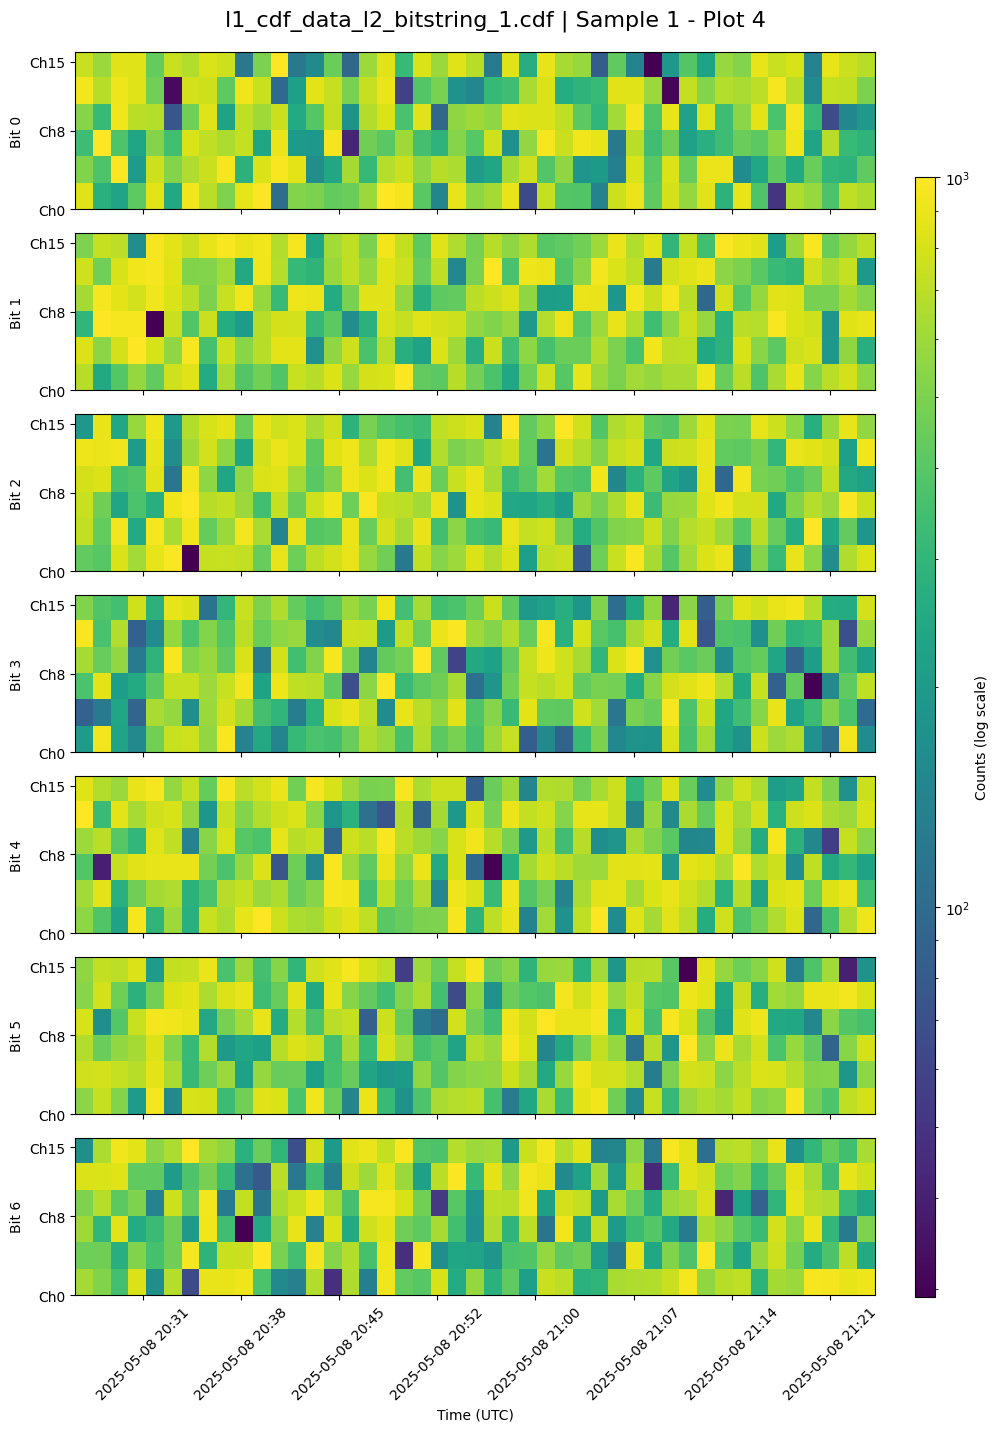 l1_cdf_data_l2_bitstring_1.cdf | Sample 1 - Plot 4
Bit 0
Ch15
Ch8
Ch0
Bit 1
Ch15
Ch8
Ch0
Bit 2
Ch15
Ch8
Ch0
Bit 3
Ch15
Ch8
Ch0
Bit 4
Ch15
Ch8
Ch0
Bit 5
Ch15
Ch8
Ch0
Bit 6
Ch15
Ch8
Ch0
2025-05-08 20:31
2025-05-08 20:38
2025-05-08 20:45
2025-05-08 20:52
2025-05-08 21:00
2025-05-08 21:07
2025-05-08 21:14
2025-05-08 21:21
Time (UTC)
10³
10²
Counts (log scale)